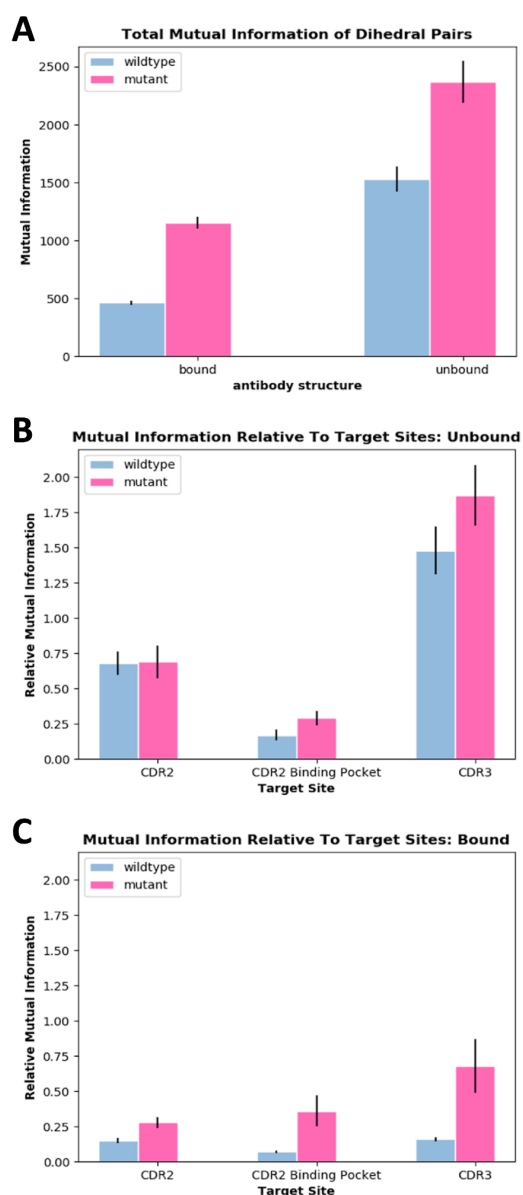 A
Total Mutual Information of Dihedral Pairs
wildtype
mutant
2500
2000
1500
1000
500
0
Mutual Information
bound
unbound
antibody structure
B
Mutual Information Relative To Target Sites: Unbound
wildtype
mutant
2.00
1.75
1.50
1.25
1.00
0.75
0.50
0.25
0.00
Relative Mutual Information
CDR2
CDR2 Binding Pocket
CDR3
Target Site
C
Mutual Information Relative To Target Sites: Bound
wildtype
mutant
2.00
1.75
1.50
1.25
1.00
0.75
0.50
0.25
0.00
Relative Mutual Information
CDR2
CDR2 Binding Pocket
CDR3
Target Site